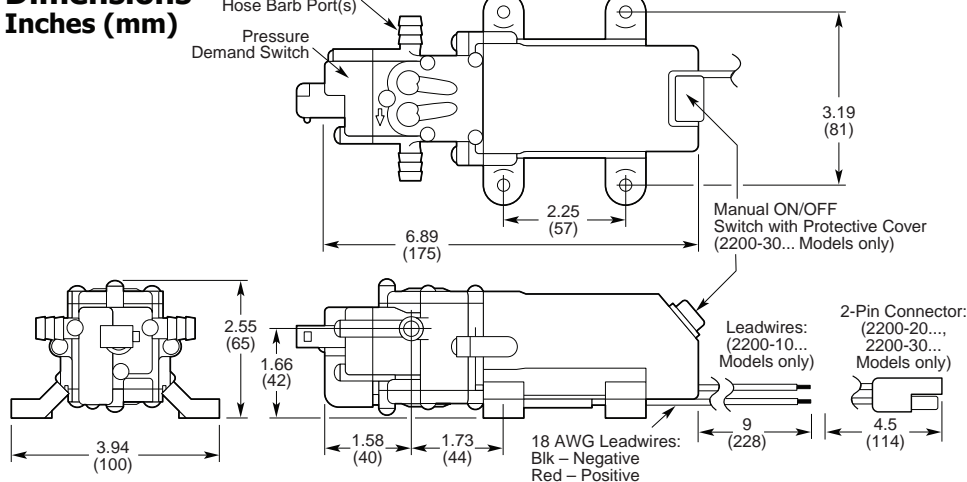 Dimensions
Inches (mm)
Hose Barb Port(s)
Pressure
Demand Switch
3.19
(81)
2.25
(57)
6.89
(175)
Manual ON/OFF
Switch with Protective Cover
(2200-30... Models only)
2.55
(65)
1.66
(42)
3.94
(100)
1.58
(40)
1.73
(44)
18 AWG Leadwires:
Blk – Negative
Red – Positive
Leadwires:
(2200-10...
Models only)
9
(228)
2-Pin Connector:
(2200-20...,
2200-30...
Models only)
4.5
(114)